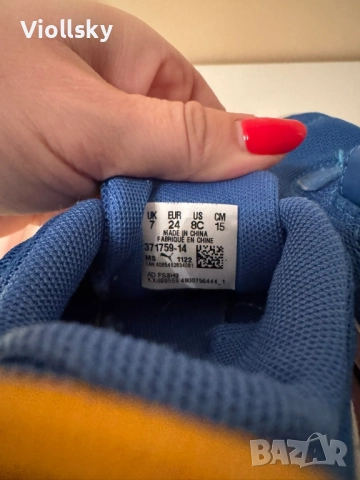 Viollsky
UK EUR US CM
7 24 8C 15
MADE IN CHINA
FABRIQUÉ EN CHINE
371759-14
MS 1122
BAZAR
Viollsky